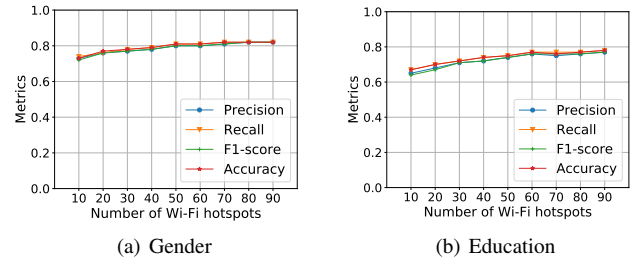 1.0
0.8
0.6
0.4
0.2
0.0
Metrics
Precision
Recall
F1-score
Accuracy
10 20 30 40 50 60 70 80 90
Number of Wi-Fi hotspots
(a) Gender
1.0
0.8
0.6
0.4
0.2
0.0
Metrics
Precision
Recall
F1-score
Accuracy
10 20 30 40 50 60 70 80 90
Number of Wi-Fi hotspots
(b) Education